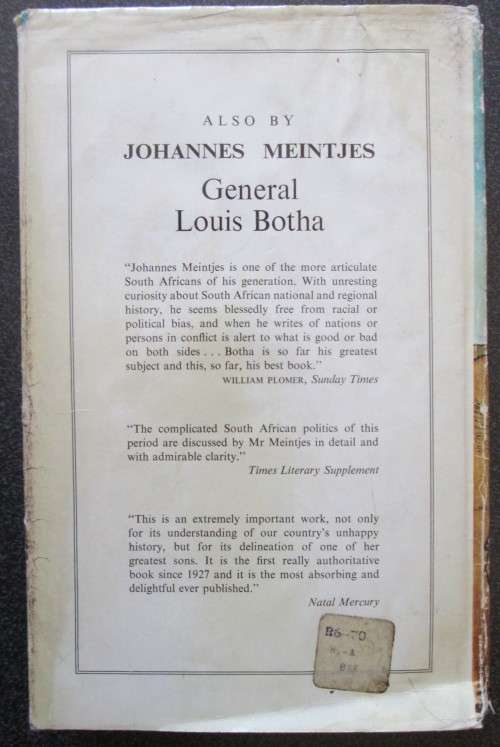 ALSO BY
JOHANNES MEINTJES
General
Louis Botha
“Johannes Meintjes is one of the more articulate
South Africans of his generation. With unresting
curiosity about South African national and regional
history, he seems blessedly free from racial or
political bias, and when he writes of nations or
persons in conflict is alert to what is good or bad
on both sides . . . Botha is so far his greatest
subject and this, so far, his best book.”
WILLIAM PLOMER, Sunday Times
“The complicated South African politics of this
period are discussed by Mr Meintjes in detail and
with admirable clarity.”
Times Literary Supplement
“This is an extremely important work, not only
for its understanding of our country's unhappy
history, but for its delineation of one of her
greatest sons. It is the first really authoritative
book since 1927 and it is the most absorbing and
delightful ever published.”
Natal Mercury